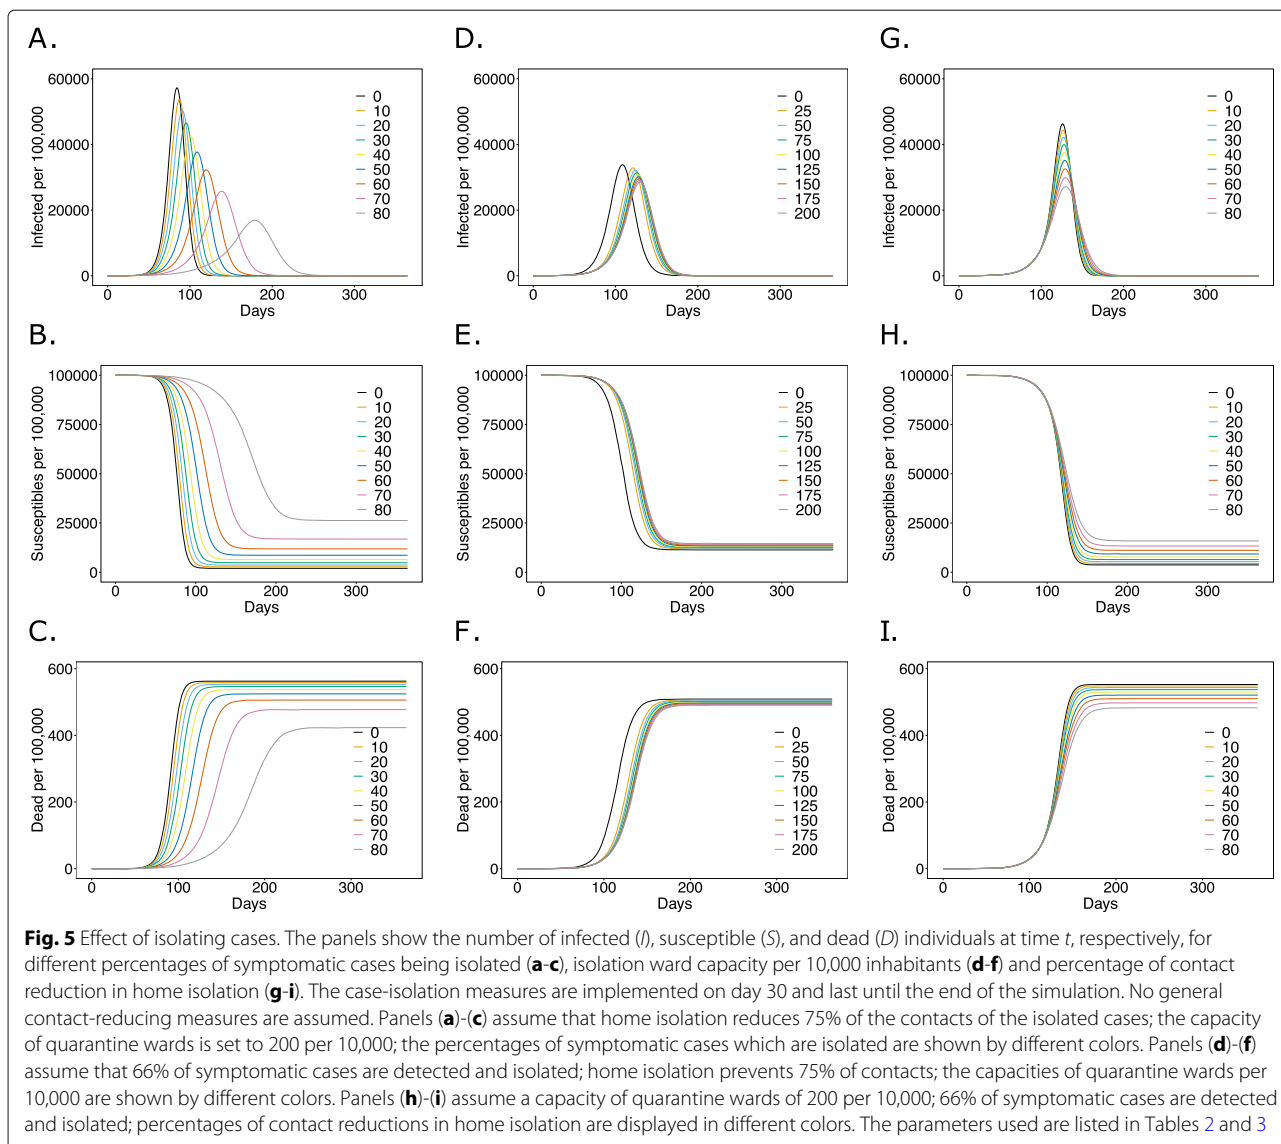 A.
60000
40000
20000
0
Infected per 100,000
0 100 200 300
Days
0
10
20
30
40
50
60
70
80
D.
60000
40000
20000
0
Infected per 100,000
0 100 200 300
Days
0
25
50
75
100
125
150
175
200
G.
60000
40000
20000
0
Infected per 100,000
0 100 200 300
Days
0
10
20
30
40
50
60
70
80
B.
100000
75000
50000
25000
0
Susceptibles per 100,000
0 100 200 300
Days
0
10
20
30
40
50
60
70
80
E.
100000
75000
50000
25000
0
Susceptibles per 100,000
0 100 200 300
Days
0
25
50
75
100
125
150
175
200
H.
100000
75000
50000
25000
0
Susceptibles per 100,000
0 100 200 300
Days
0
10
20
30
40
50
60
70
80
C.
600
400
200
0
Dead per 100,000
0 100 200 300
Days
0
10
20
30
40
50
60
70
80
F.
600
400
200
0
Dead per 100,000
0 100 200 300
Days
0
25
50
75
100
125
150
175
200
I.
600
400
200
0
Dead per 100,000
0 100 200 300
Days
0
10
20
30
40
50
60
70
80
Fig. 5 Effect of isolating cases. The panels show the number of infected (I), susceptible (S), and dead (D) individuals at time t, respectively, for
different percentages of symptomatic cases being isolated (a-c), isolation ward capacity per 10,000 inhabitants (d-f) and percentage of contact
reduction in home isolation (g-i). The case-isolation measures are implemented on day 30 and last until the end of the simulation. No general
contact-reducing measures are assumed. Panels (a)-(c) assume that home isolation reduces 75% of the contacts of the isolated cases; the capacity
of quarantine wards is set to 200 per 10,000; the percentages of symptomatic cases which are isolated are shown by different colors. Panels (d)-(f)
assume that 66% of symptomatic cases are detected and isolated; home isolation prevents 75% of contacts; the capacities of quarantine wards per
10,000 are shown by different colors. Panels (h)-(i) assume a capacity of quarantine wards of 200 per 10,000; 66% of symptomatic cases are detected
and isolated; percentages of contact reductions in home isolation are displayed in different colors. The parameters used are listed in Tables 2 and 3